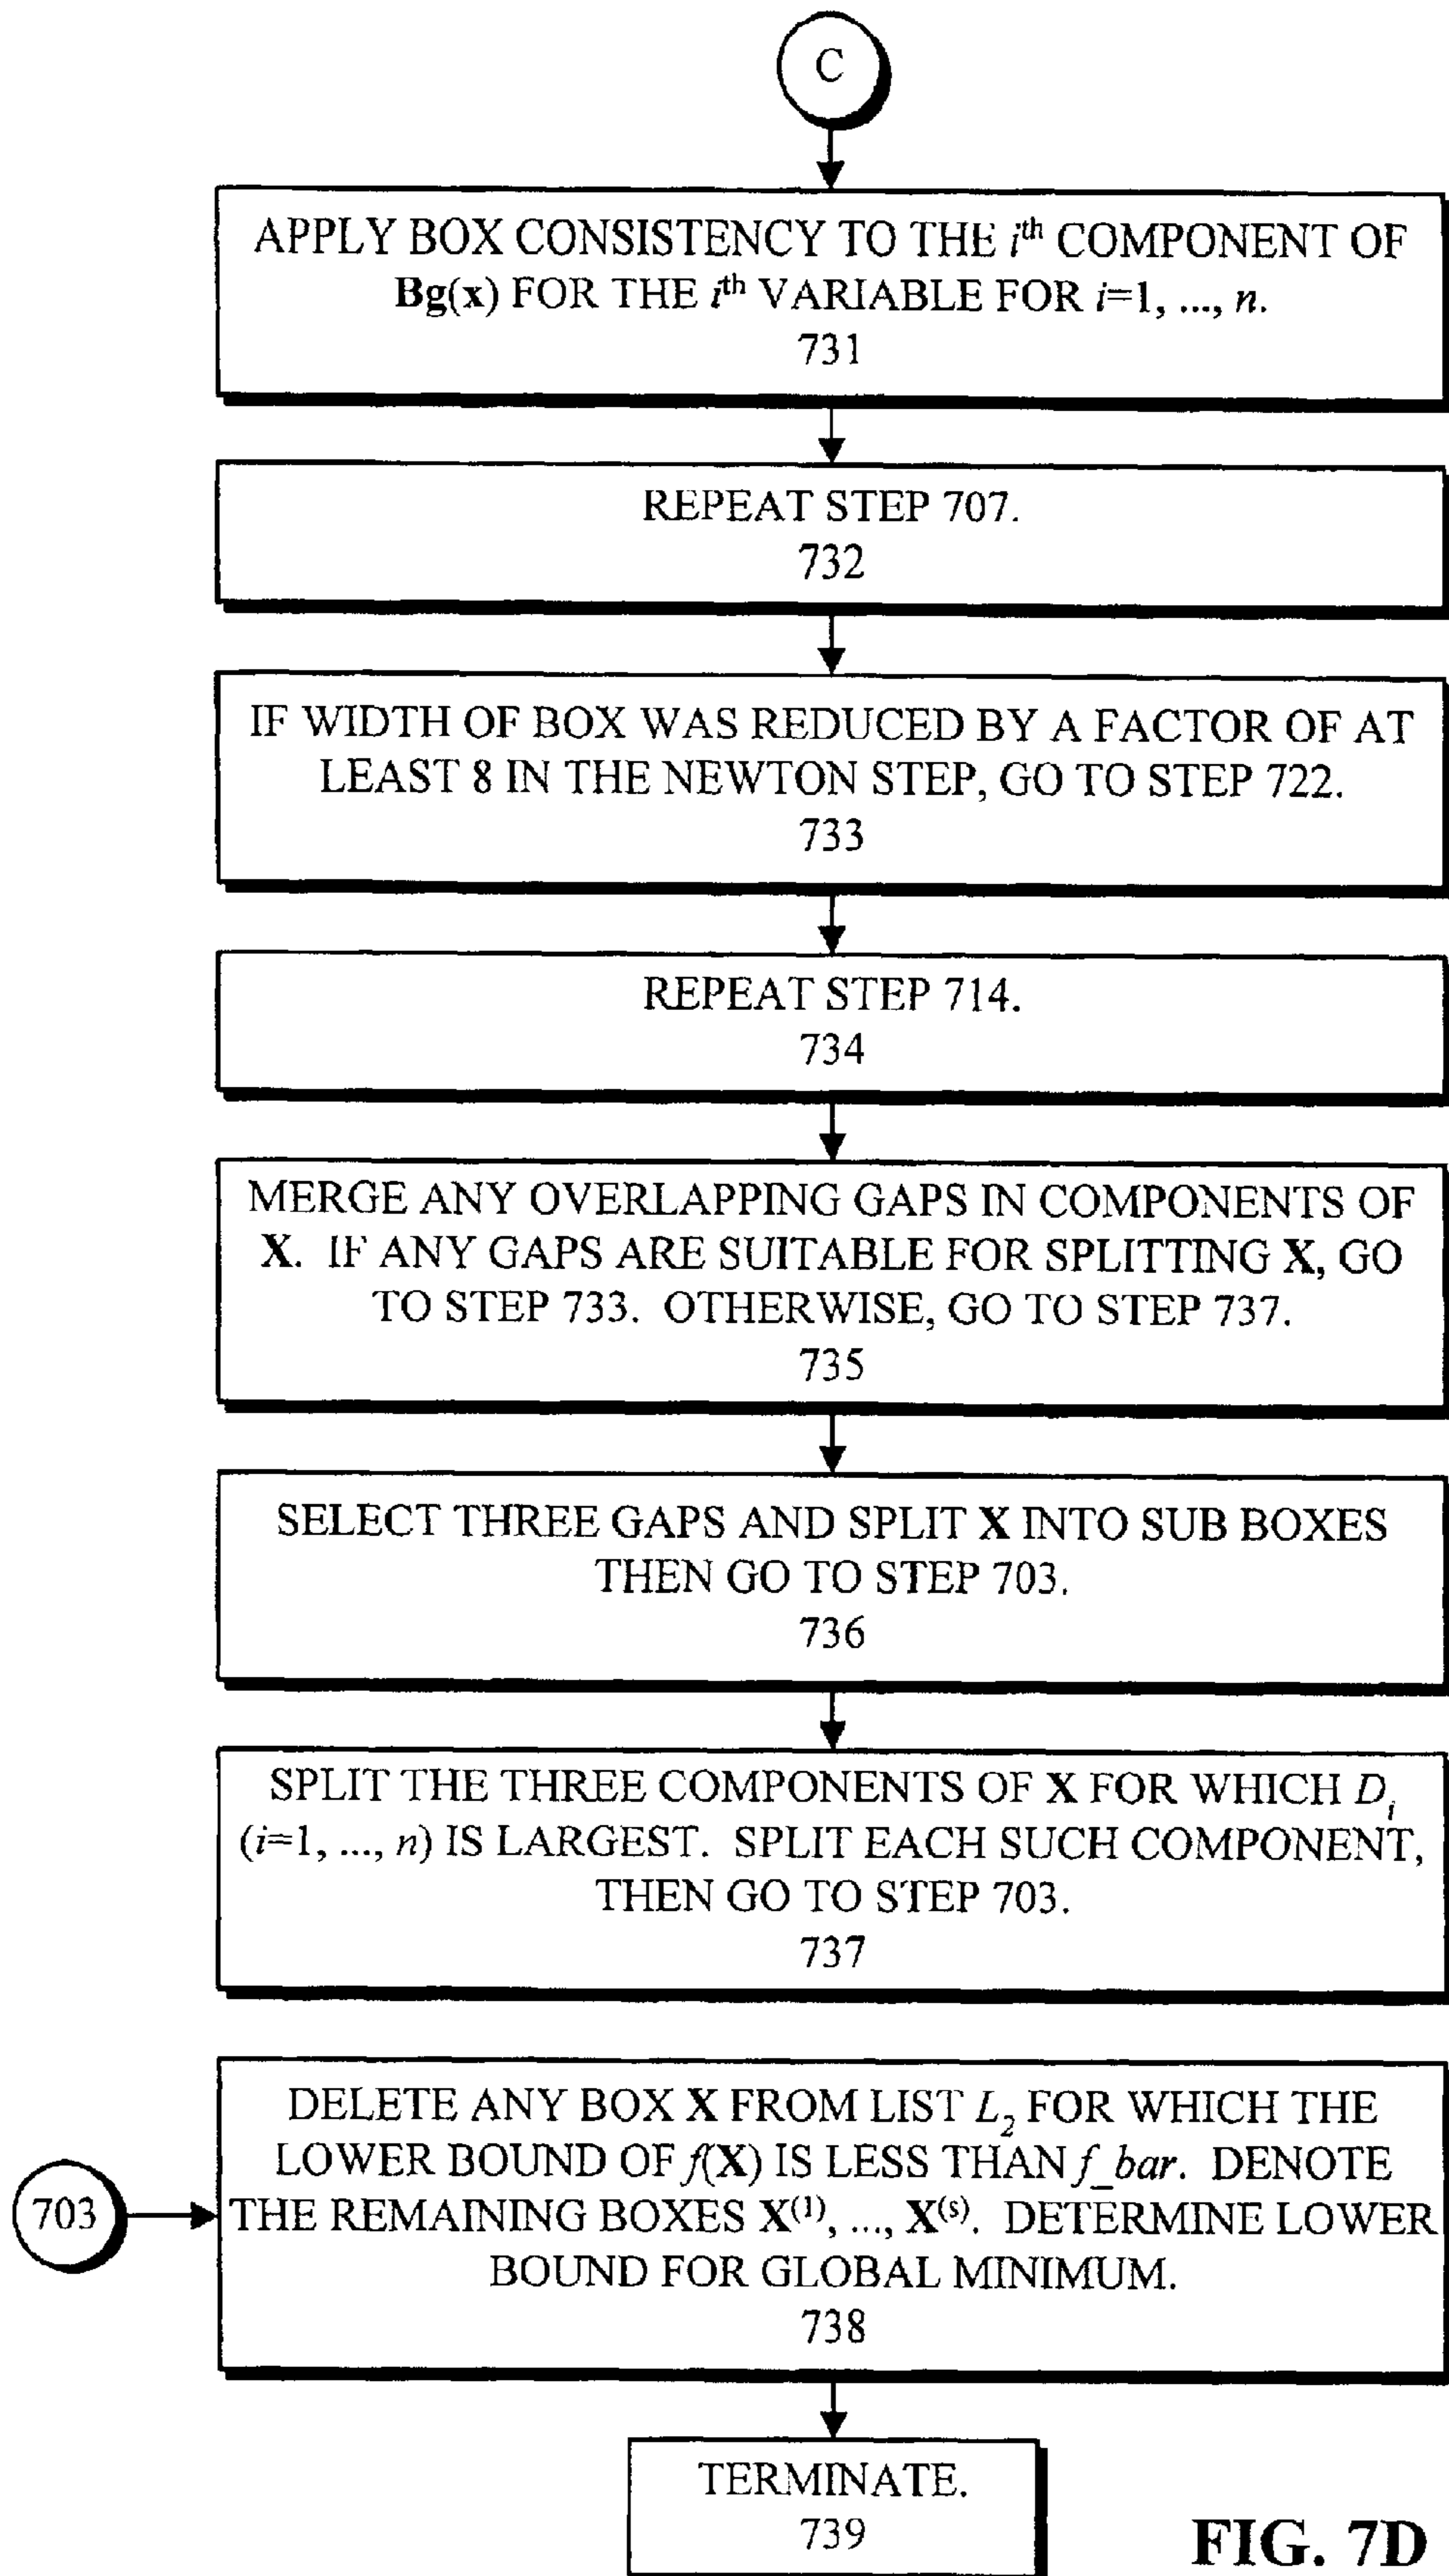 C
APPLY BOX CONSISTENCY TO THE iᵗʰ COMPONENT OF
Bg(x) FOR THE iᵗʰ VARIABLE FOR i=1, ..., n.
731
REPEAT STEP 707.
732
IF WIDTH OF BOX WAS REDUCED BY A FACTOR OF AT
LEAST 8 IN THE NEWTON STEP, GO TO STEP 722.
733
REPEAT STEP 714.
734
MERGE ANY OVERLAPPING GAPS IN COMPONENTS OF
X. IF ANY GAPS ARE SUITABLE FOR SPLITTING X, GO
TO STEP 733. OTHERWISE, GO TO STEP 737.
735
SELECT THREE GAPS AND SPLIT X INTO SUB BOXES
THEN GO TO STEP 703.
736
SPLIT THE THREE COMPONENTS OF X FOR WHICH Dᵢ
(i=1, ..., n) IS LARGEST. SPLIT EACH SUCH COMPONENT,
THEN GO TO STEP 703.
737
703
DELETE ANY BOX X FROM LIST L₂ FOR WHICH THE
LOWER BOUND OF f(X) IS LESS THAN f_bar. DENOTE
THE REMAINING BOXES X⁽¹⁾, ..., X⁽ˢ⁾. DETERMINE LOWER
BOUND FOR GLOBAL MINIMUM.
738
TERMINATE.
739
FIG. 7D